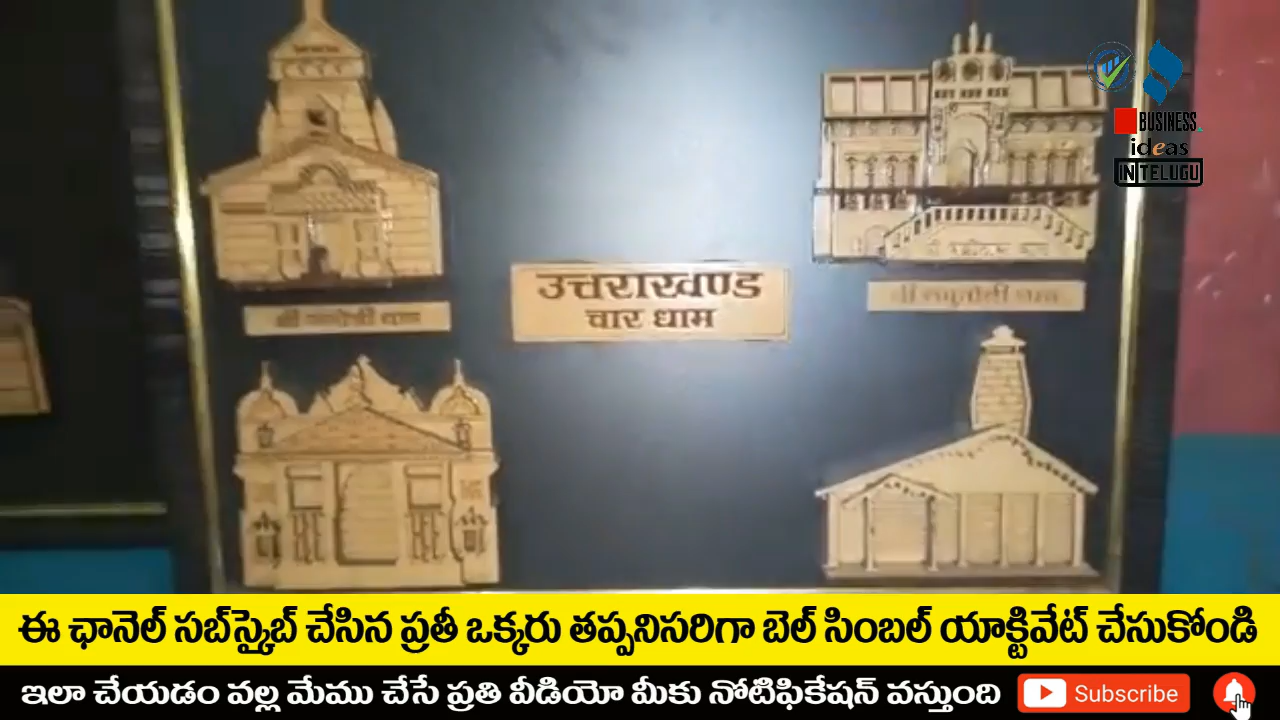 BUSINESS
ideas
IN TELUGU
उत्तराखण्ड
चार धाम
ఈ ఛానెల్ సబ్‌స్క్రైబ్ చేసిన ప్రతీ ఒక్కరు తప్పనిసరిగా బెల్ సింబల్ యాక్టివేట్ చేసుకోండి
ఇలా చేయడం వల్ల మేము చేసే ప్రతి వీడియో మీకు నోటిఫికేషన్ వస్తుంది
Subscribe